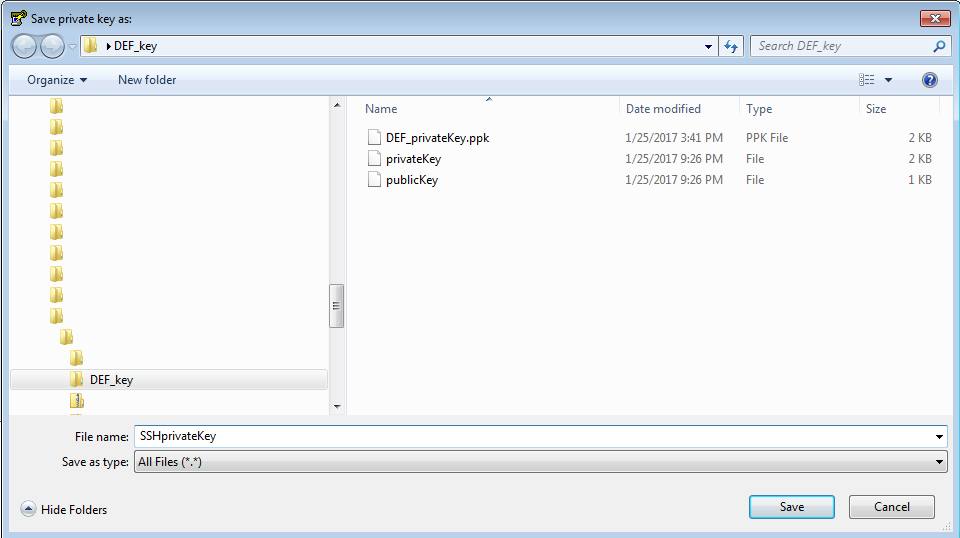 Save private key as:
DEF_key
Search DEF_key
Organize New folder
Name Date modified Type Size
DEF_privateKey.ppk 1/25/2017 3:41 PM PPK File 2 KB
privateKey 1/25/2017 9:26 PM File 2 KB
publicKey 1/25/2017 9:26 PM File 1 KB
DEF_key
File name: SSHprivateKey
Save as type: All Files (*.*)
Hide Folders Save Cancel